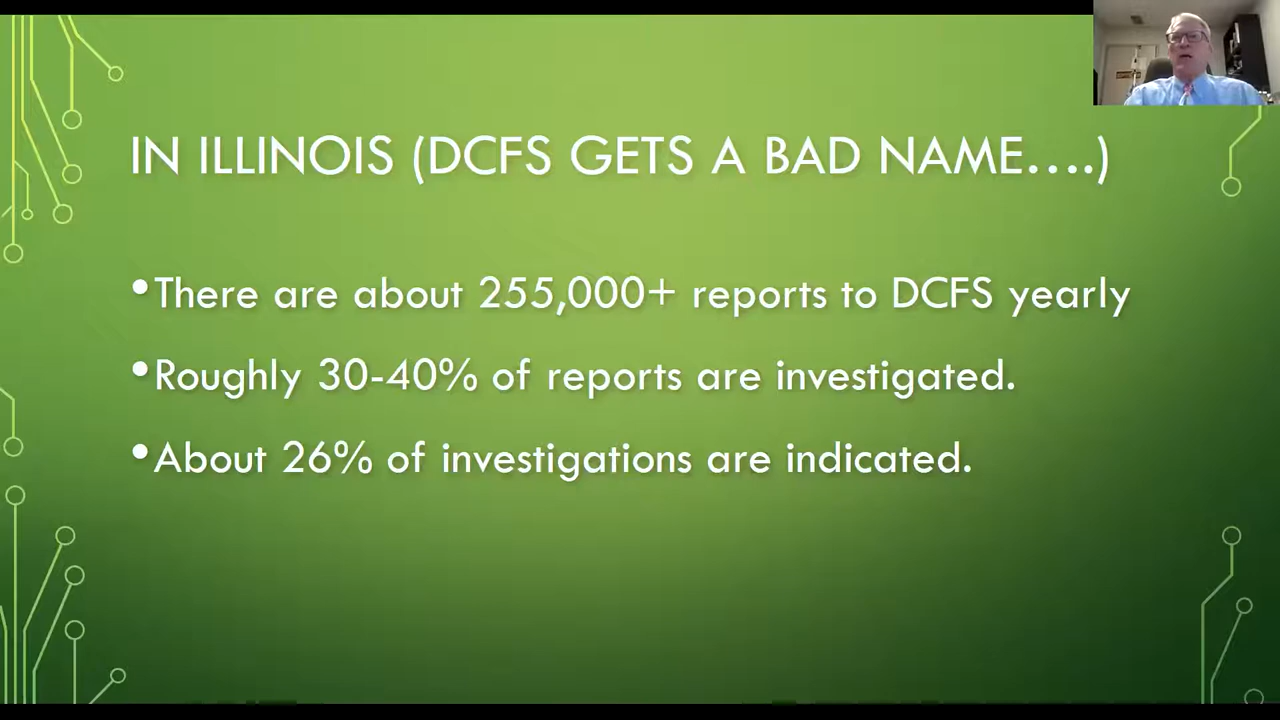 IN ILLINOIS (DCFS GETS A BAD NAME....)
•There are about 255,000+ reports to DCFS yearly
•Roughly 30-40% of reports are investigated.
•About 26% of investigations are indicated.